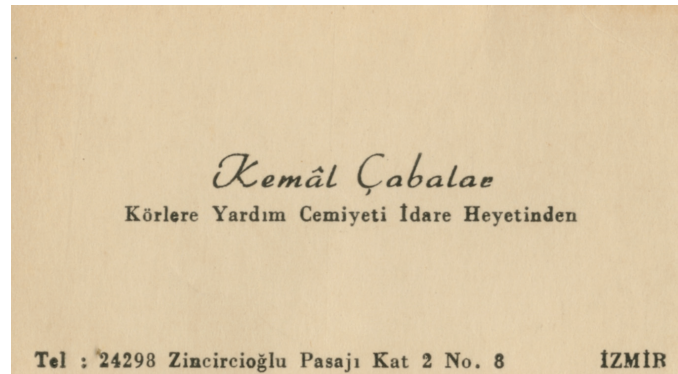 Kemâl Çabalar
Körlere Yardım Cemiyeti İdare Heyetinden
Tel : 24298 Zincircioğlu Pasajı Kat 2 No. 8 İZMİR